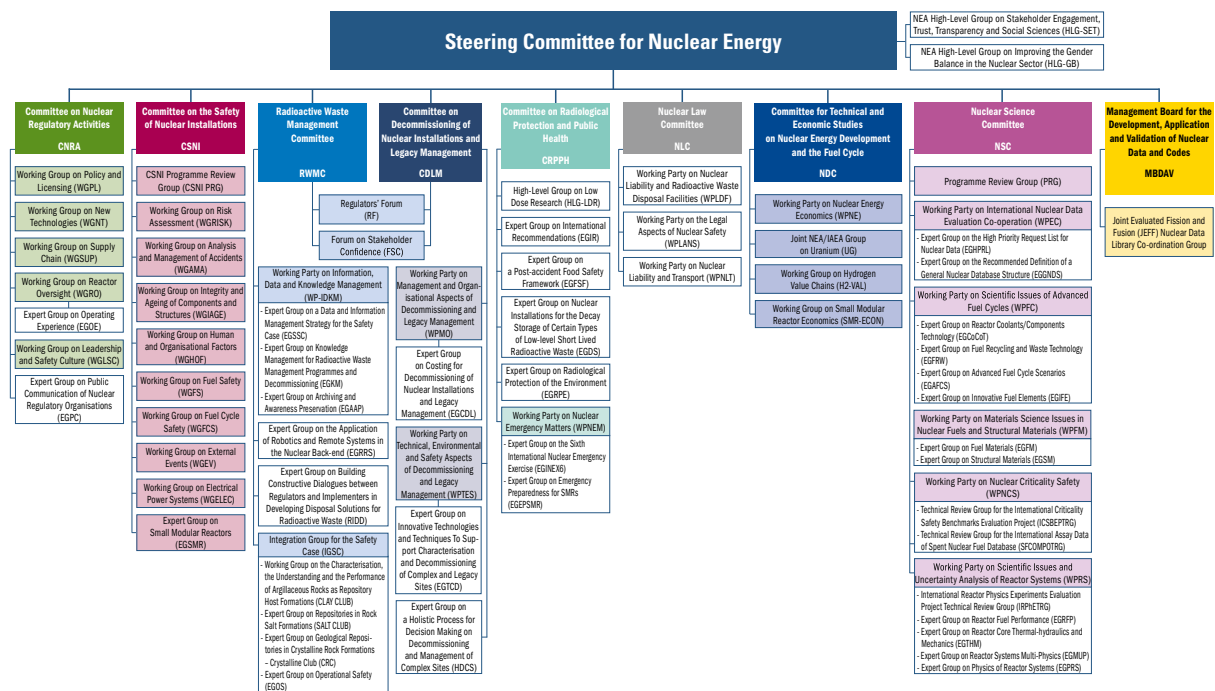 Steering Committee for Nuclear Energy
NEA High-Level Group on Stakeholder Engagement,
Trust, Transparency and Social Sciences (HLG-SET)
NEA High-Level Group on Improving the Gender
Balance in the Nuclear Sector (HLG-GB)
Committee on Nuclear
Regulatory Activities
CNRA
Working Group on Policy and
Licensing (WGPL)
Working Group on New
Technologies (WGNT)
Working Group on Supply
Chain (WGSUP)
Working Group on Reactor
Oversight (WGRO)
Expert Group on Operating
Experience (EGOE)
Working Group on Leadership
and Safety Culture (WGLSC)
Expert Group on Public
Communication of Nuclear
Regulatory Organisations
(EGPC)
Committee on the Safety
of Nuclear Installations
CSNI
CSNI Programme Review
Group (CSNI PRG)
Working Group on Risk
Assessment (WGRISK)
Working Group on Analysis
and Management of Accidents
(WGAMA)
Working Group on Integrity and
Ageing of Components and
Structures (WGIAGE)
Working Group on Human
and Organisational Factors
(WGHOF)
Working Group on Fuel Safety
(WGFS)
Working Group on Fuel Cycle
Safety (WGFCS)
Working Group on External
Events (WGEV)
Working Group on Electrical
Power Systems (WGELEC)
Expert Group on
Small Modular Reactors
(EGSMR)
Radioactive Waste
Management
Committee
RWMC
Committee on
Decommissioning of
Nuclear Installations and
Legacy Management
CDLM
Regulators' Forum
(RF)
Forum on Stakeholder
Confidence (FSC)
Working Party on Information,
Data and Knowledge Management
(WP-IDKM)
- Expert Group on a Data and Information
Management Strategy for the Safety
Case (EGSSC)
- Expert Group on Knowledge
Management for Radioactive Waste
Management Programmes and
Decommissioning (EGKM)
- Expert Group on Archiving and
Awareness Preservation (EGAAP)
Expert Group on the Application
of Robotics and Remote Systems in
the Nuclear Back-end (EGRRS)
Expert Group on Building
Constructive Dialogues between
Regulators and Implementers in
Developing Disposal Solutions for
Radioactive Waste (RIDD)
Integration Group for the Safety
Case (IGSC)
- Working Group on the Characterisation,
the Understanding and the Performance
of Argillaceous Rocks as Repository
Host Formations (CLAY CLUB)
- Expert Group on Repositories in Rock
Salt Formations (SALT CLUB)
- Expert Group on Geological Reposi-
tories in Crystalline Rock Formations
- Crystalline Club (CRC)
- Expert Group on Operational Safety
(EGOS)
Working Party on
Management and Organ-
isational Aspects of
Decommissioning and
Legacy Management
(WPMO)
Expert Group
on Costing for
Decommissioning of
Nuclear Installations
and Legacy
Management (EGCDL)
Working Party on
Technical, Environmental
and Safety Aspects
of Decommissioning
and Legacy
Management (WPTES)
Expert Group on
Innovative Technologies
and Techniques To Sup-
port Characterisation
and Decommissioning
of Complex and Legacy
Sites (EGTCD)
Expert Group on
a Holistic Process for
Decision Making on
Decommissioning
and Management of
Complex Sites (HDCS)
Committee on Radiological
Protection and Public
Health
CRPPH
High-Level Group on Low
Dose Research (HLG-LDR)
Expert Group on International
Recommendations (EGIR)
Expert Group on
a Post-accident Food Safety
Framework (EGFSF)
Expert Group on Nuclear
Installations for the Decay
Storage of Certain Types
of Low-level Short Lived
Radioactive Waste (EGDS)
Expert Group on Radiological
Protection of the Environment
(EGRPE)
Working Party on Nuclear
Emergency Matters (WPNEM)
- Expert Group on the Sixth
International Nuclear Emergency
Exercise (EGINEX6)
- Expert Group on Emergency
Preparedness for SMRs
(EGEPSMR)
Nuclear Law
Committee
NLC
Working Party on Nuclear
Liability and Radioactive Waste
Disposal Facilities (WPLDF)
Working Party on the Legal
Aspects of Nuclear Safety
(WPLANS)
Working Party on Nuclear
Liability and Transport (WPNLT)
Committee for Technical and
Economic Studies
on Nuclear Energy Development
and the Fuel Cycle
NDC
Working Party on Nuclear Energy
Economics (WPNE)
Joint NEA/IAEA Group
on Uranium (UG)
Working Group on Hydrogen
Value Chains (H2-VAL)
Working Group on Small Modular
Reactor Economics (SMR-ECON)
Nuclear Science
Committee
NSC
Programme Review Group (PRG)
Working Party on International Nuclear Data
Evaluation Co-operation (WPEC)
- Expert Group on the High Priority Request List for
Nuclear Data (EGHPRL)
- Expert Group on the Recommended Definition of a
General Nuclear Database Structure (EGGNDS)
Working Party on Scientific Issues of Advanced
Fuel Cycles (WPFC)
- Expert Group on Reactor Coolants/Components
Technology (EGCoCoT)
- Expert Group on Fuel Recycling and Waste Technology
(EGFRW)
- Expert Group on Advanced Fuel Cycle Scenarios
(EGAFCS)
- Expert Group on Innovative Fuel Elements (EGIFE)
Working Party on Materials Science Issues in
Nuclear Fuels and Structural Materials (WPFM)
- Expert Group on Fuel Materials (EGFM)
- Expert Group on Structural Materials (EGSM)
Working Party on Nuclear Criticality Safety
(WPNCS)
- Technical Review Group for the International Criticality
Safety Benchmarks Evaluation Project (ICSBEPTRG)
- Technical Review Group for the International Assay Data
of Spent Nuclear Fuel Database (SFCOMPOTRG)
Working Party on Scientific Issues and
Uncertainty Analysis of Reactor Systems (WPRS)
- International Reactor Physics Experiments Evaluation
Project Technical Review Group (IRPhETRG)
- Expert Group on Reactor Fuel Performance (EGRFP)
- Expert Group on Reactor Core Thermal-hydraulics and
Mechanics (EGTHM)
- Expert Group on Reactor Systems Multi-Physics (EGMUP)
- Expert Group on Physics of Reactor Systems (EGPRS)
Management Board for the
Development, Application
and Validation of Nuclear
Data and Codes
MBDAV
Joint Evaluated Fission and
Fusion (JEFF) Nuclear Data
Library Co-ordination Group